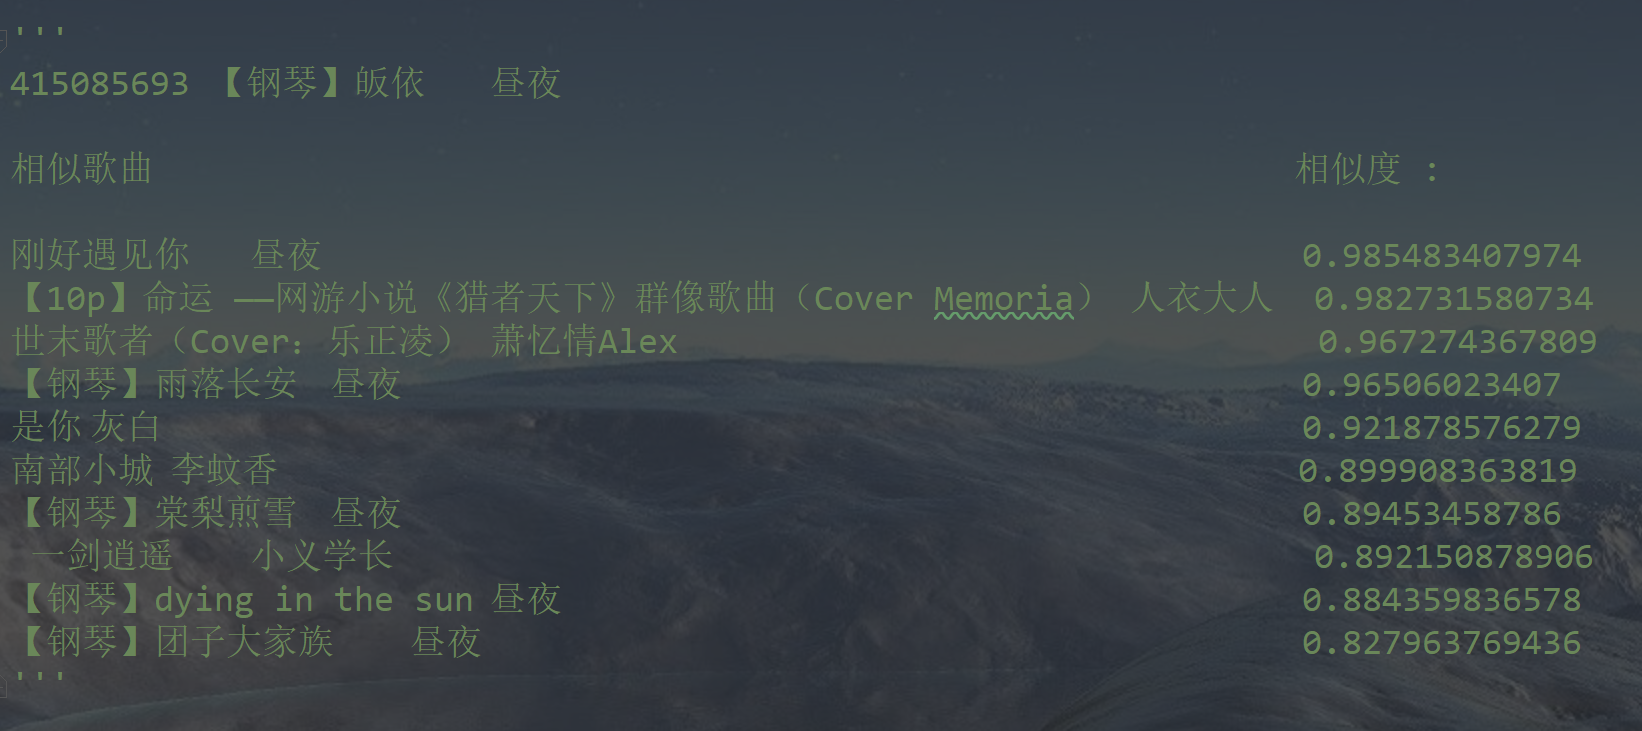 '''
415085693 【钢琴】皈依 昼夜
相似歌曲 相似度 :
刚好遇见你 昼夜 0.985483407974
【10p】命运 ——网游小说《猎者天下》群像歌曲（Cover Memoria） 人衣大人 0.982731580734
世末歌者（Cover：乐正凌） 萧忆情Alex 0.967274367809
【钢琴】雨落长安 昼夜 0.96506023407
是你 灰白 0.921878576279
南部小城 李蚊香 0.899908363819
【钢琴】棠梨煎雪 昼夜 0.89453458786
一剑逍遥 小义学长 0.892150878906
【钢琴】dying in the sun 昼夜 0.884359836578
【钢琴】团子大家族 昼夜 0.827963769436
'''